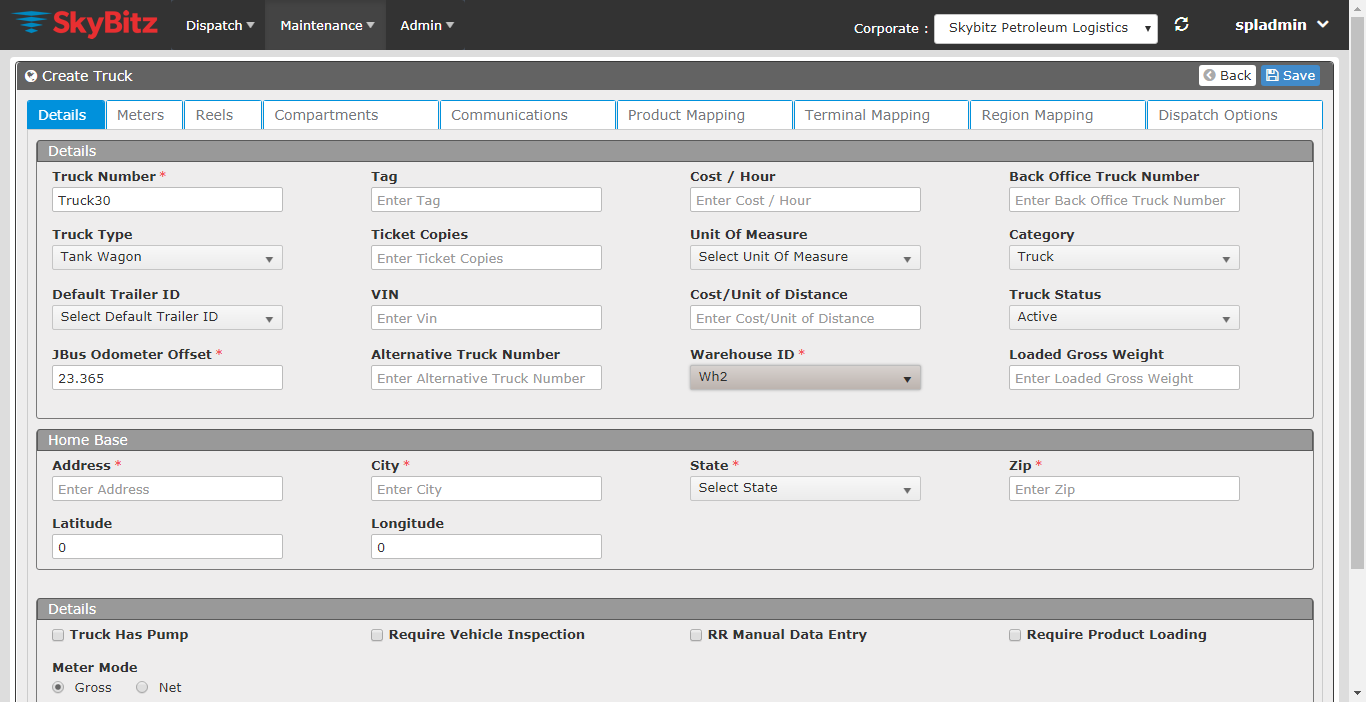 SkyBitz Dispatch Maintenance Admin Corporate : Skybitz Petroleum Logistics spladmin
Create Truck Back Save
Details Meters Reels Compartments Communications Product Mapping Terminal Mapping Region Mapping Dispatch Options
Details
Truck Number * Tag Cost / Hour Back Office Truck Number
Truck30 Enter Tag Enter Cost / Hour Enter Back Office Truck Number
Truck Type Ticket Copies Unit Of Measure Category
Tank Wagon Enter Ticket Copies Select Unit Of Measure Truck
Default Trailer ID VIN Cost/Unit of Distance Truck Status
Select Default Trailer ID Enter Vin Enter Cost/Unit of Distance Active
JBus Odometer Offset * Alternative Truck Number Warehouse ID * Loaded Gross Weight
23.365 Enter Alternative Truck Number Wh2 Enter Loaded Gross Weight
Home Base
Address * City * State * Zip *
Enter Address Enter City Select State Enter Zip
Latitude Longitude
0 0
Details
Truck Has Pump Require Vehicle Inspection RR Manual Data Entry Require Product Loading
Meter Mode
Gross Net